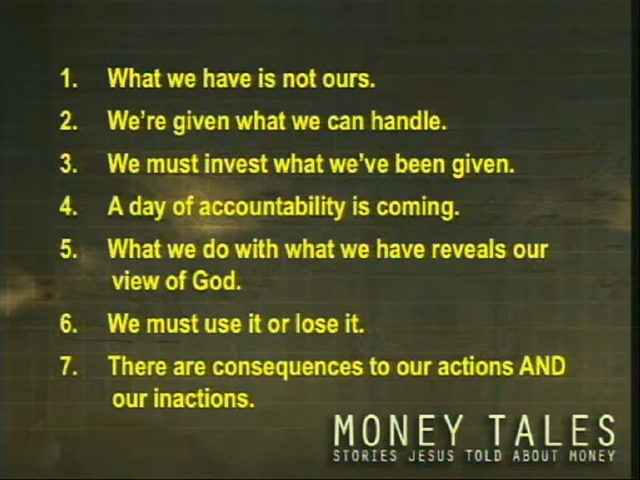 1. What we have is not ours.
2. We're given what we can handle.
3. We must invest what we've been given.
4. A day of accountability is coming.
5. What we do with what we have reveals our
view of God.
6. We must use it or lose it.
7. There are consequences to our actions AND
our inactions.
MONEY TALES
STORIES JESUS TOLD ABOUT MONEY